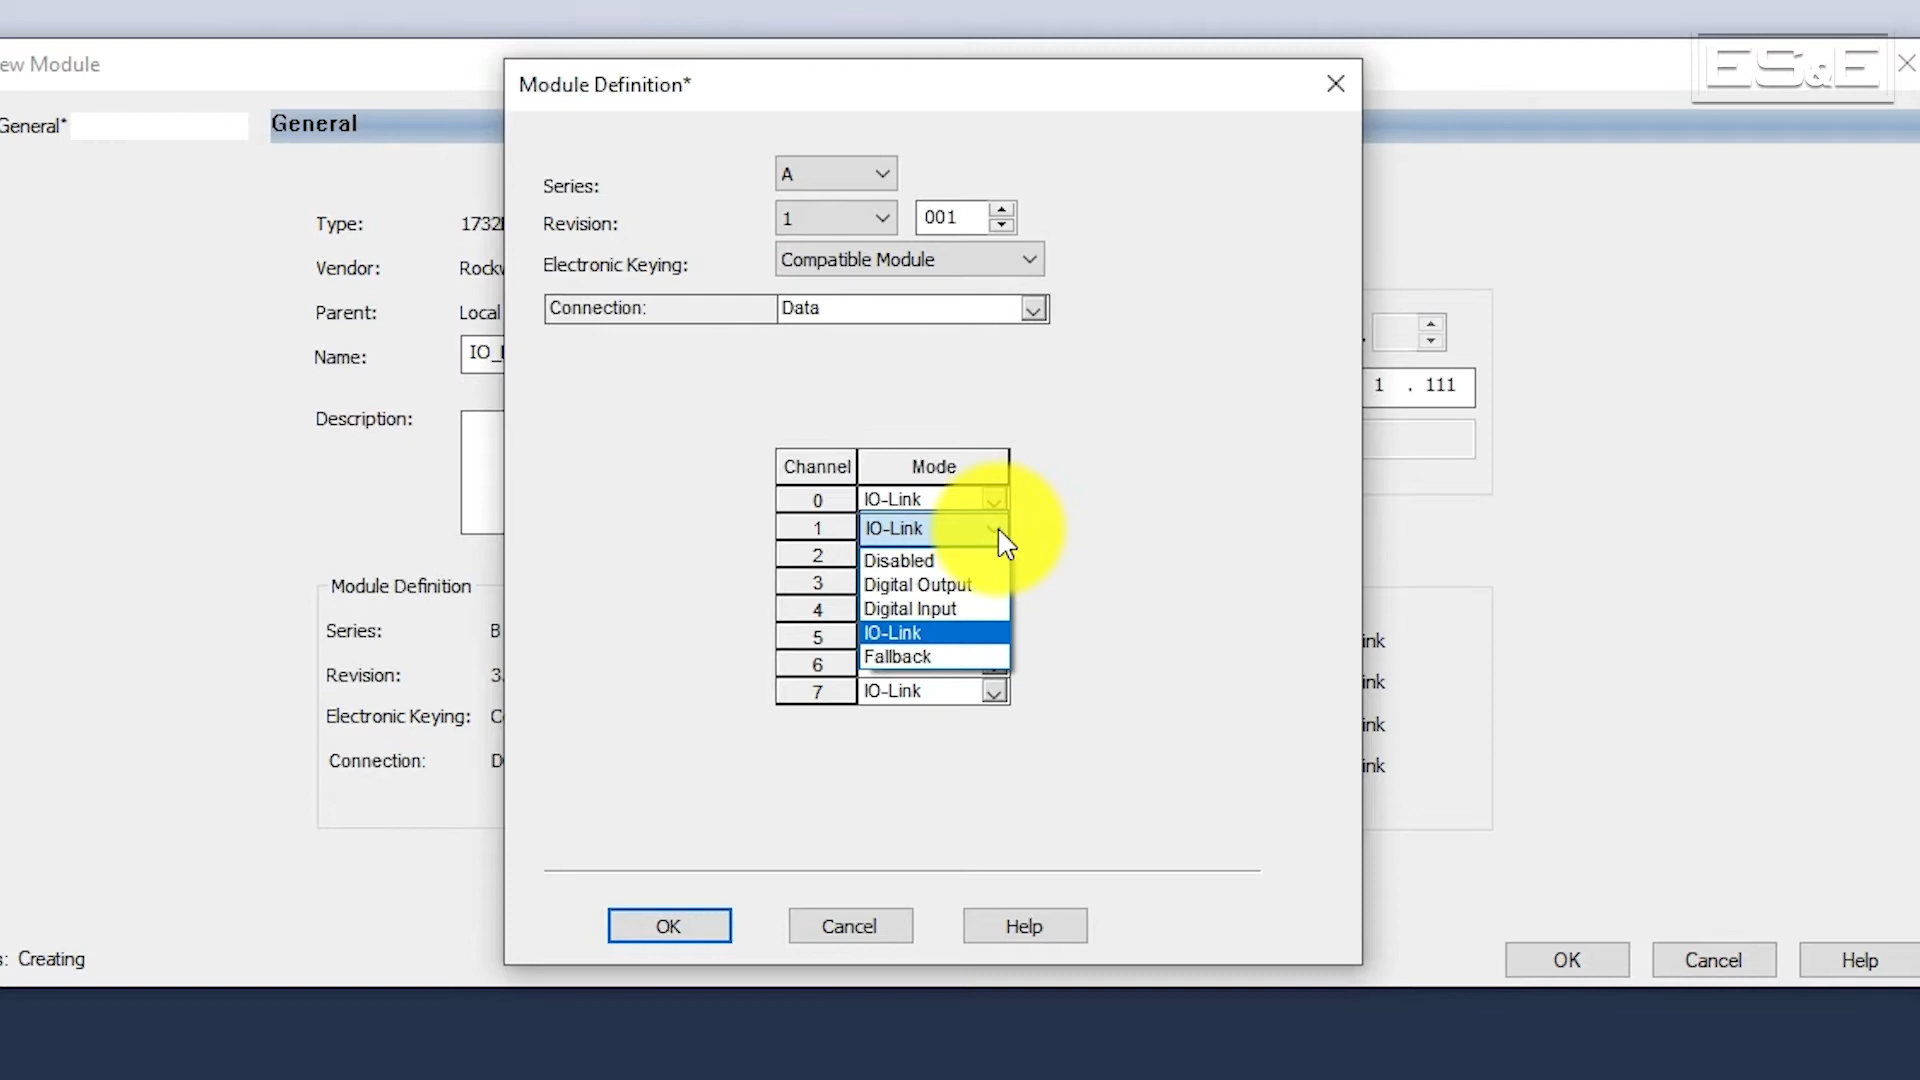 ew Module
ES&E
Module Definition*
General*
General
Series:
A
Revision:
1
001
Electronic Keying:
Compatible Module
Connection:
Data
Type:
1732
Vendor:
Rockw
Parent:
Local
Name:
IO_
Description:
1 . 111
Channel Mode
0 IO-Link
1 IO-Link
2
3
4
5
6
7 IO-Link
Disabled
Digital Output
Digital Input
IO-Link
Fallback
Module Definition
Series: B
Revision: 3.
Electronic Keying: C
Connection: D
ink
ink
ink
ink
OK
Cancel
Help
s: Creating
OK
Cancel
Help